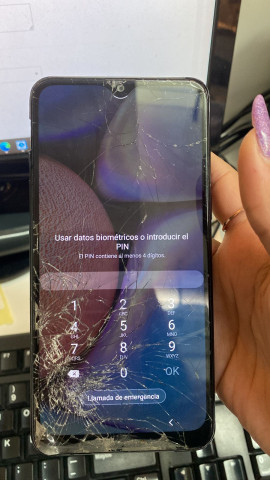 Usar datos biométricos o introducir el
PIN
El PIN contiene al menos 4 dígitos.
1 2 3
ABC DEF
4 5 6
GHI JKL MNO
7 8 9
PQRS TUV WXYZ
0 OK
Llamada de emergencia